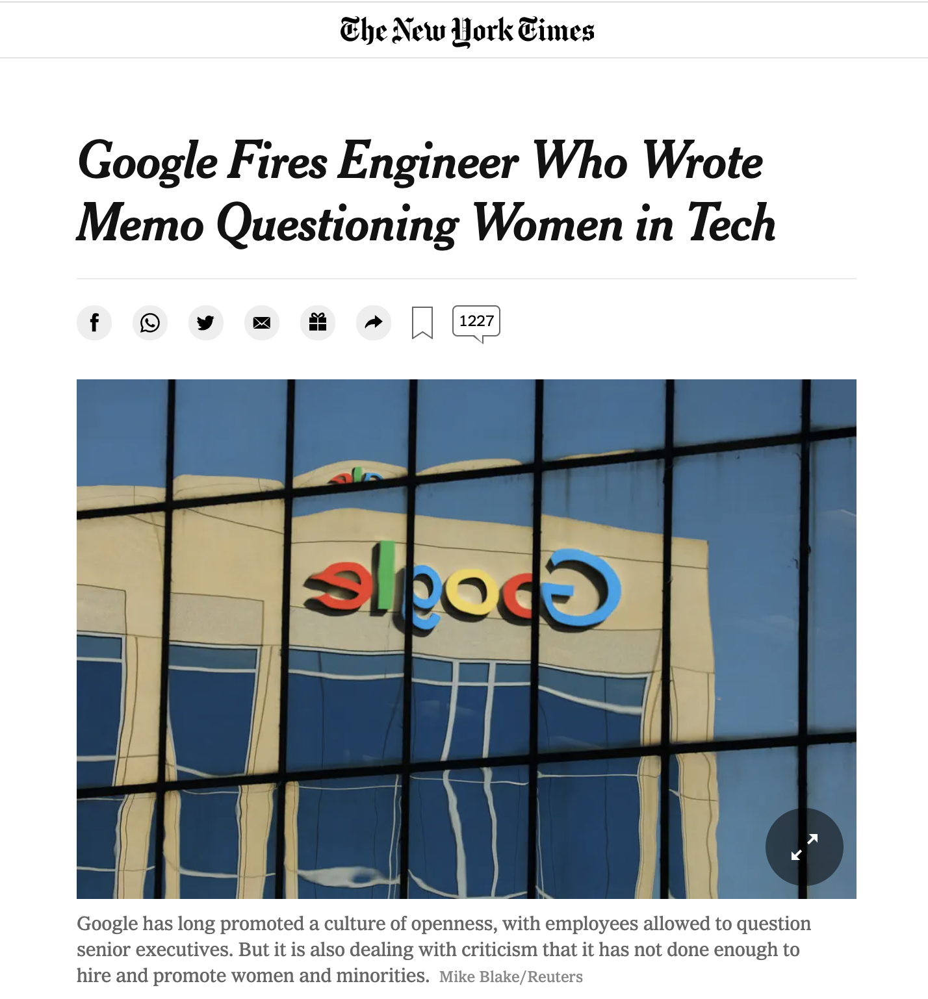 The New York Times
Google Fires Engineer Who Wrote
Memo Questioning Women in Tech
1227
Google
Google has long promoted a culture of openness, with employees allowed to question
senior executives. But it is also dealing with criticism that it has not done enough to
hire and promote women and minorities. Mike Blake/Reuters